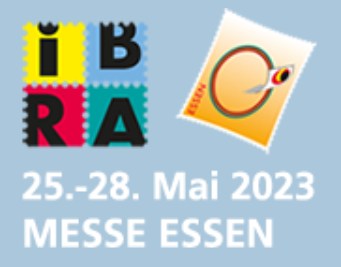 iB
RA
ESSEN
25.-28. Mai 2023
MESSE ESSEN